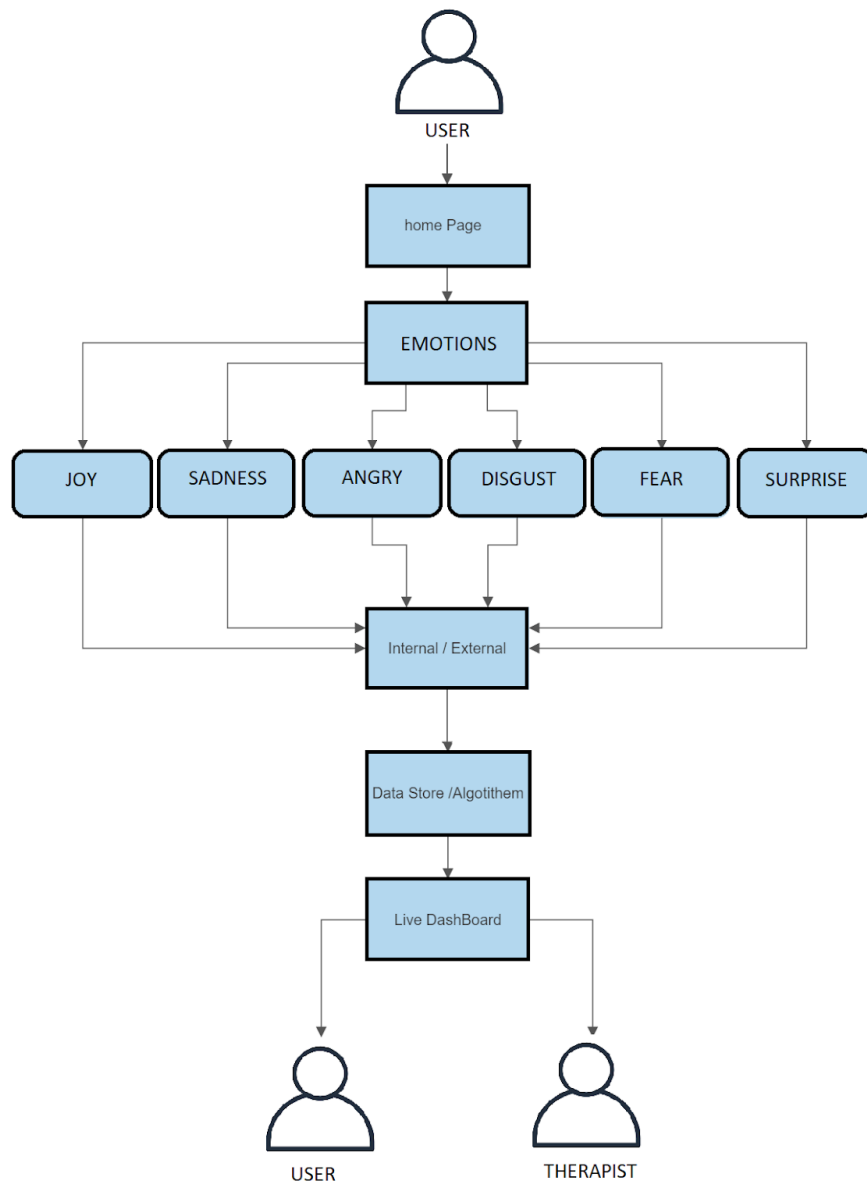 USER
home Page
EMOTIONS
JOY
SADNESS
ANGRY
DISGUST
FEAR
SURPRISE
Internal / External
Data Store /Algotithem
Live DashBoard
USER
THERAPIST